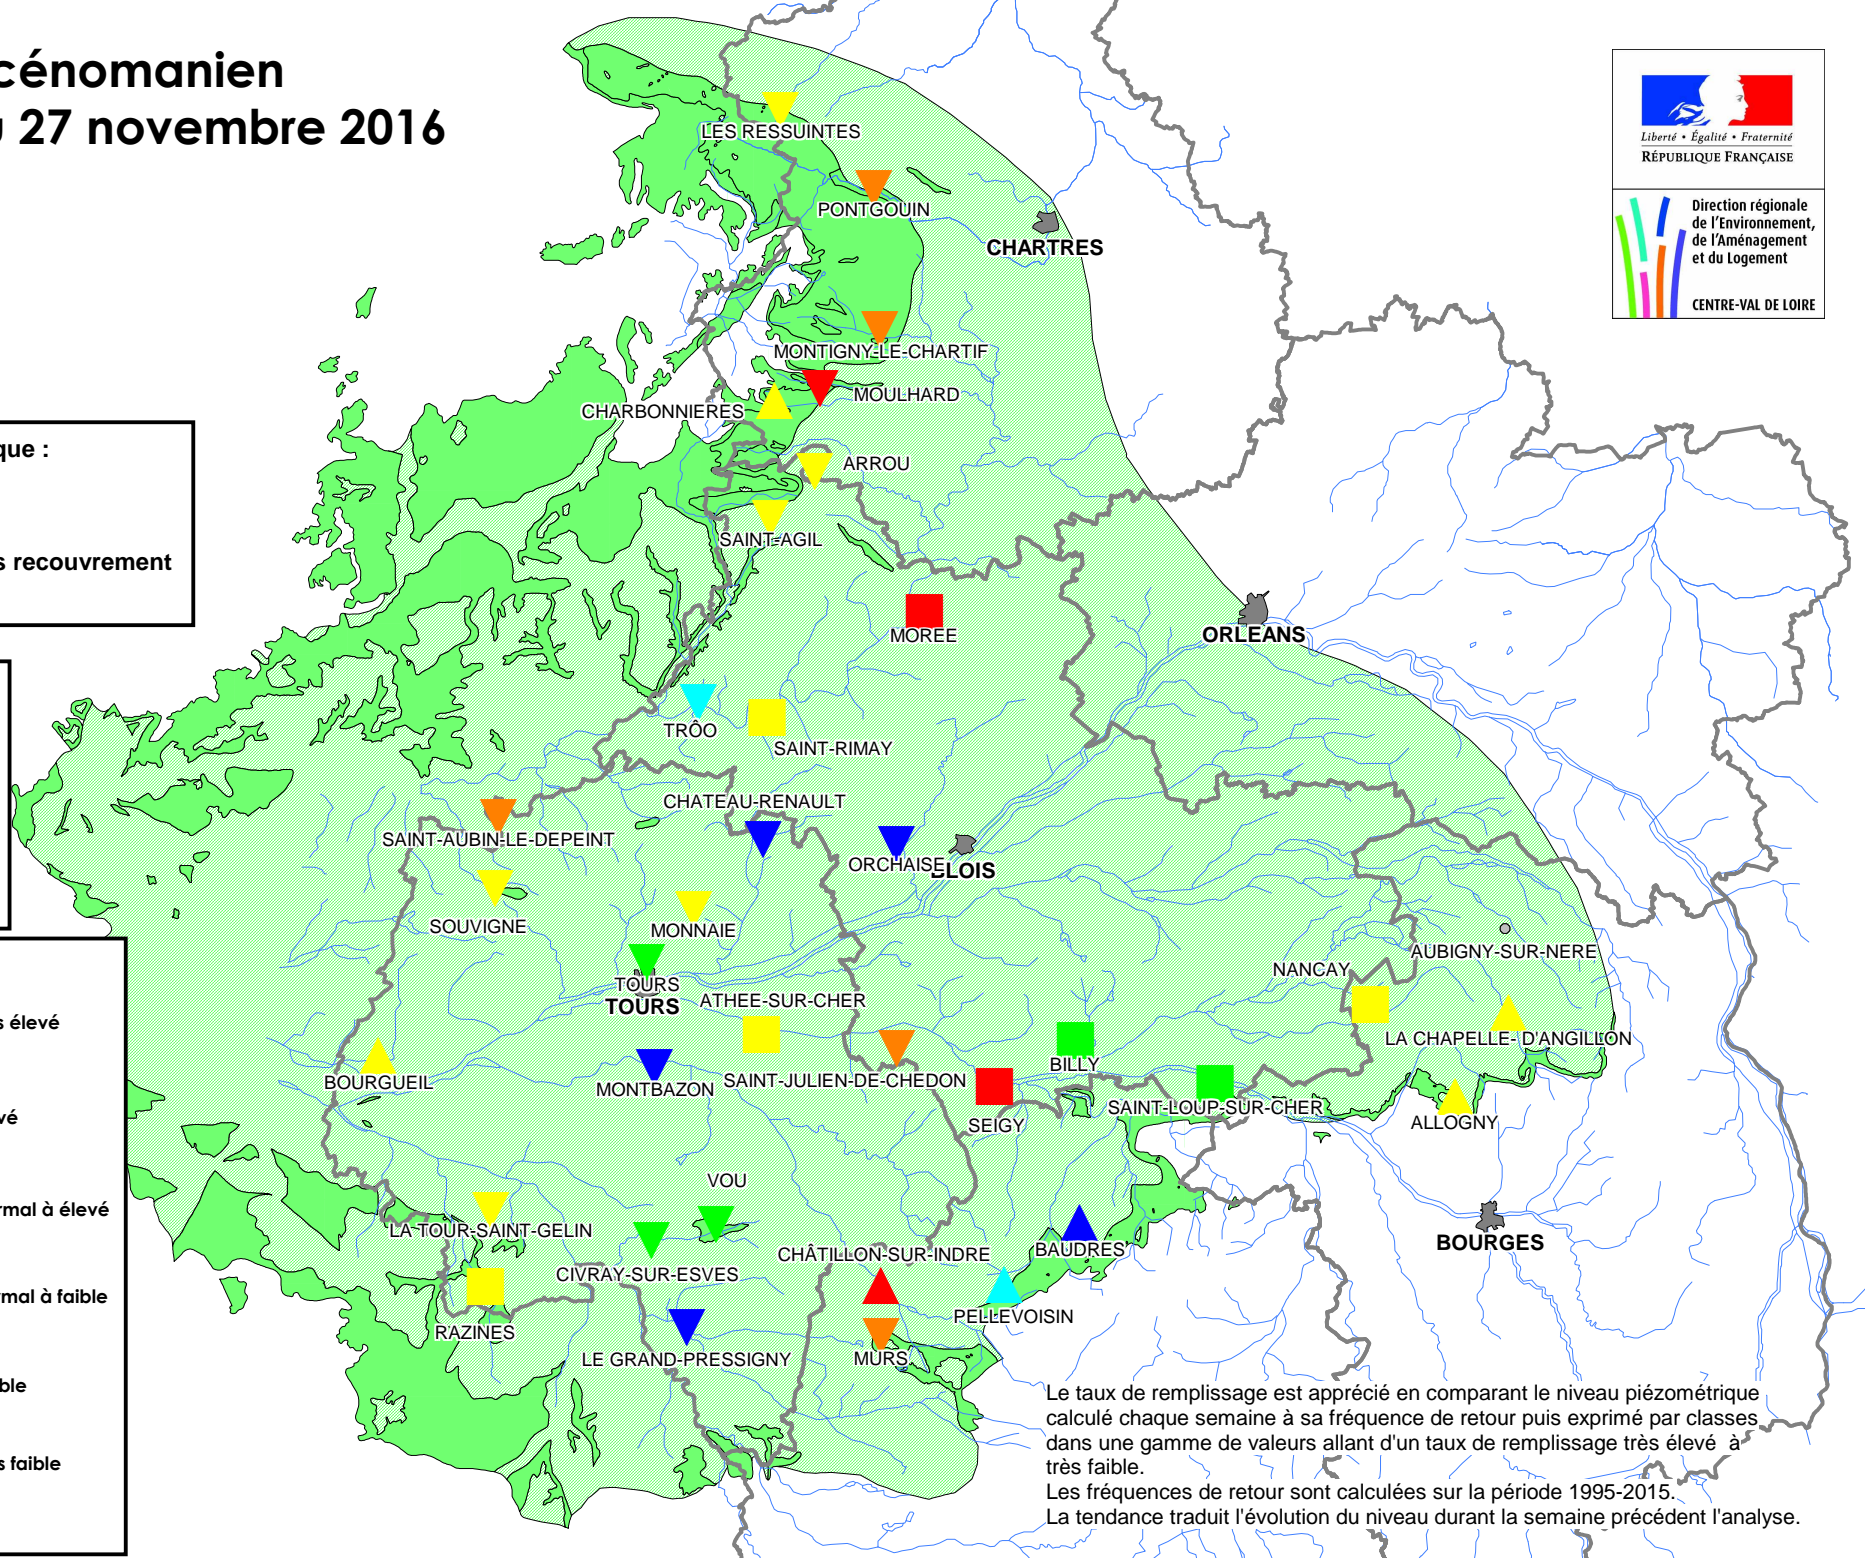 cénomanien
27 novembre 2016
Liberté • Égalité • Fraternité
RÉPUBLIQUE FRANÇAISE
Direction régionale
de l'Environnement,
de l'Aménagement
et du Logement
CENTRE-VAL DE LOIRE
LES RESSUINTES
PONTGOUIN
CHARTRES
MONTIGNY-LE-CHARTIF
MOULHARD
CHARBONNIERES
que :
ARROU
SAINT-AGIL
s recouvrement
MOREE
ORLEANS
TRÔO
SAINT-RIMAY
CHATEAU-RENAULT
SAINT-AUBIN-LE-DEPEINT
ORCHAISE
BLOIS
SOUVIGNE
MONNAIE
AUBIGNY-SUR-NERE
NANCAY
TOURS
TOURS
ATHEE-SUR-CHER
s élevé
LA CHAPELLE- D'ANGILLON
BILLY
BOURGUEIL
MONTBAZON
SAINT-JULIEN-DE-CHEDON
SAINT-LOUP-SUR-CHER
vé
SEIGY
ALLOGNY
VOU
rmal à élevé
LA TOUR-SAINT-GELIN
CHÂTILLON-SUR-INDRE
BAUDRES
BOURGES
CIVRAY-SUR-ESVES
rmal à faible
PELLEVOISIN
RAZINES
LE GRAND-PRESSIGNY
MURS
ble
s faible
Le taux de remplissage est apprécié en comparant le niveau piézométrique
calculé chaque semaine à sa fréquence de retour puis exprimé par classes
dans une gamme de valeurs allant d'un taux de remplissage très élevé à
très faible.
Les fréquences de retour sont calculées sur la période 1995-2015.
La tendance traduit l'évolution du niveau durant la semaine précédent l'analyse.